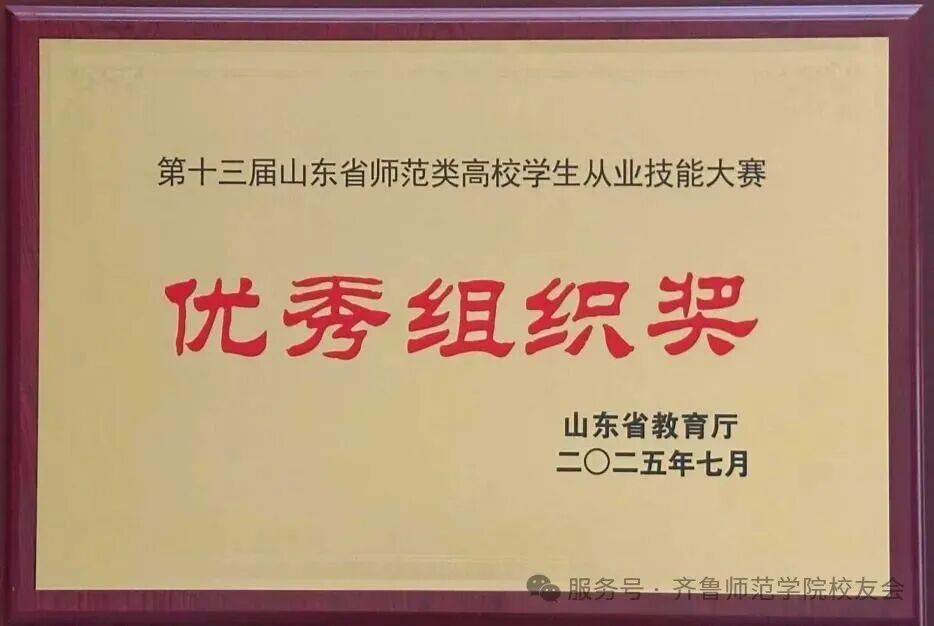 第十三届山东省师范类高校学生从业技能大赛
优秀组织奖
山东省教育厅
二〇二五年七月
服务号·齐鲁师范学院校友会